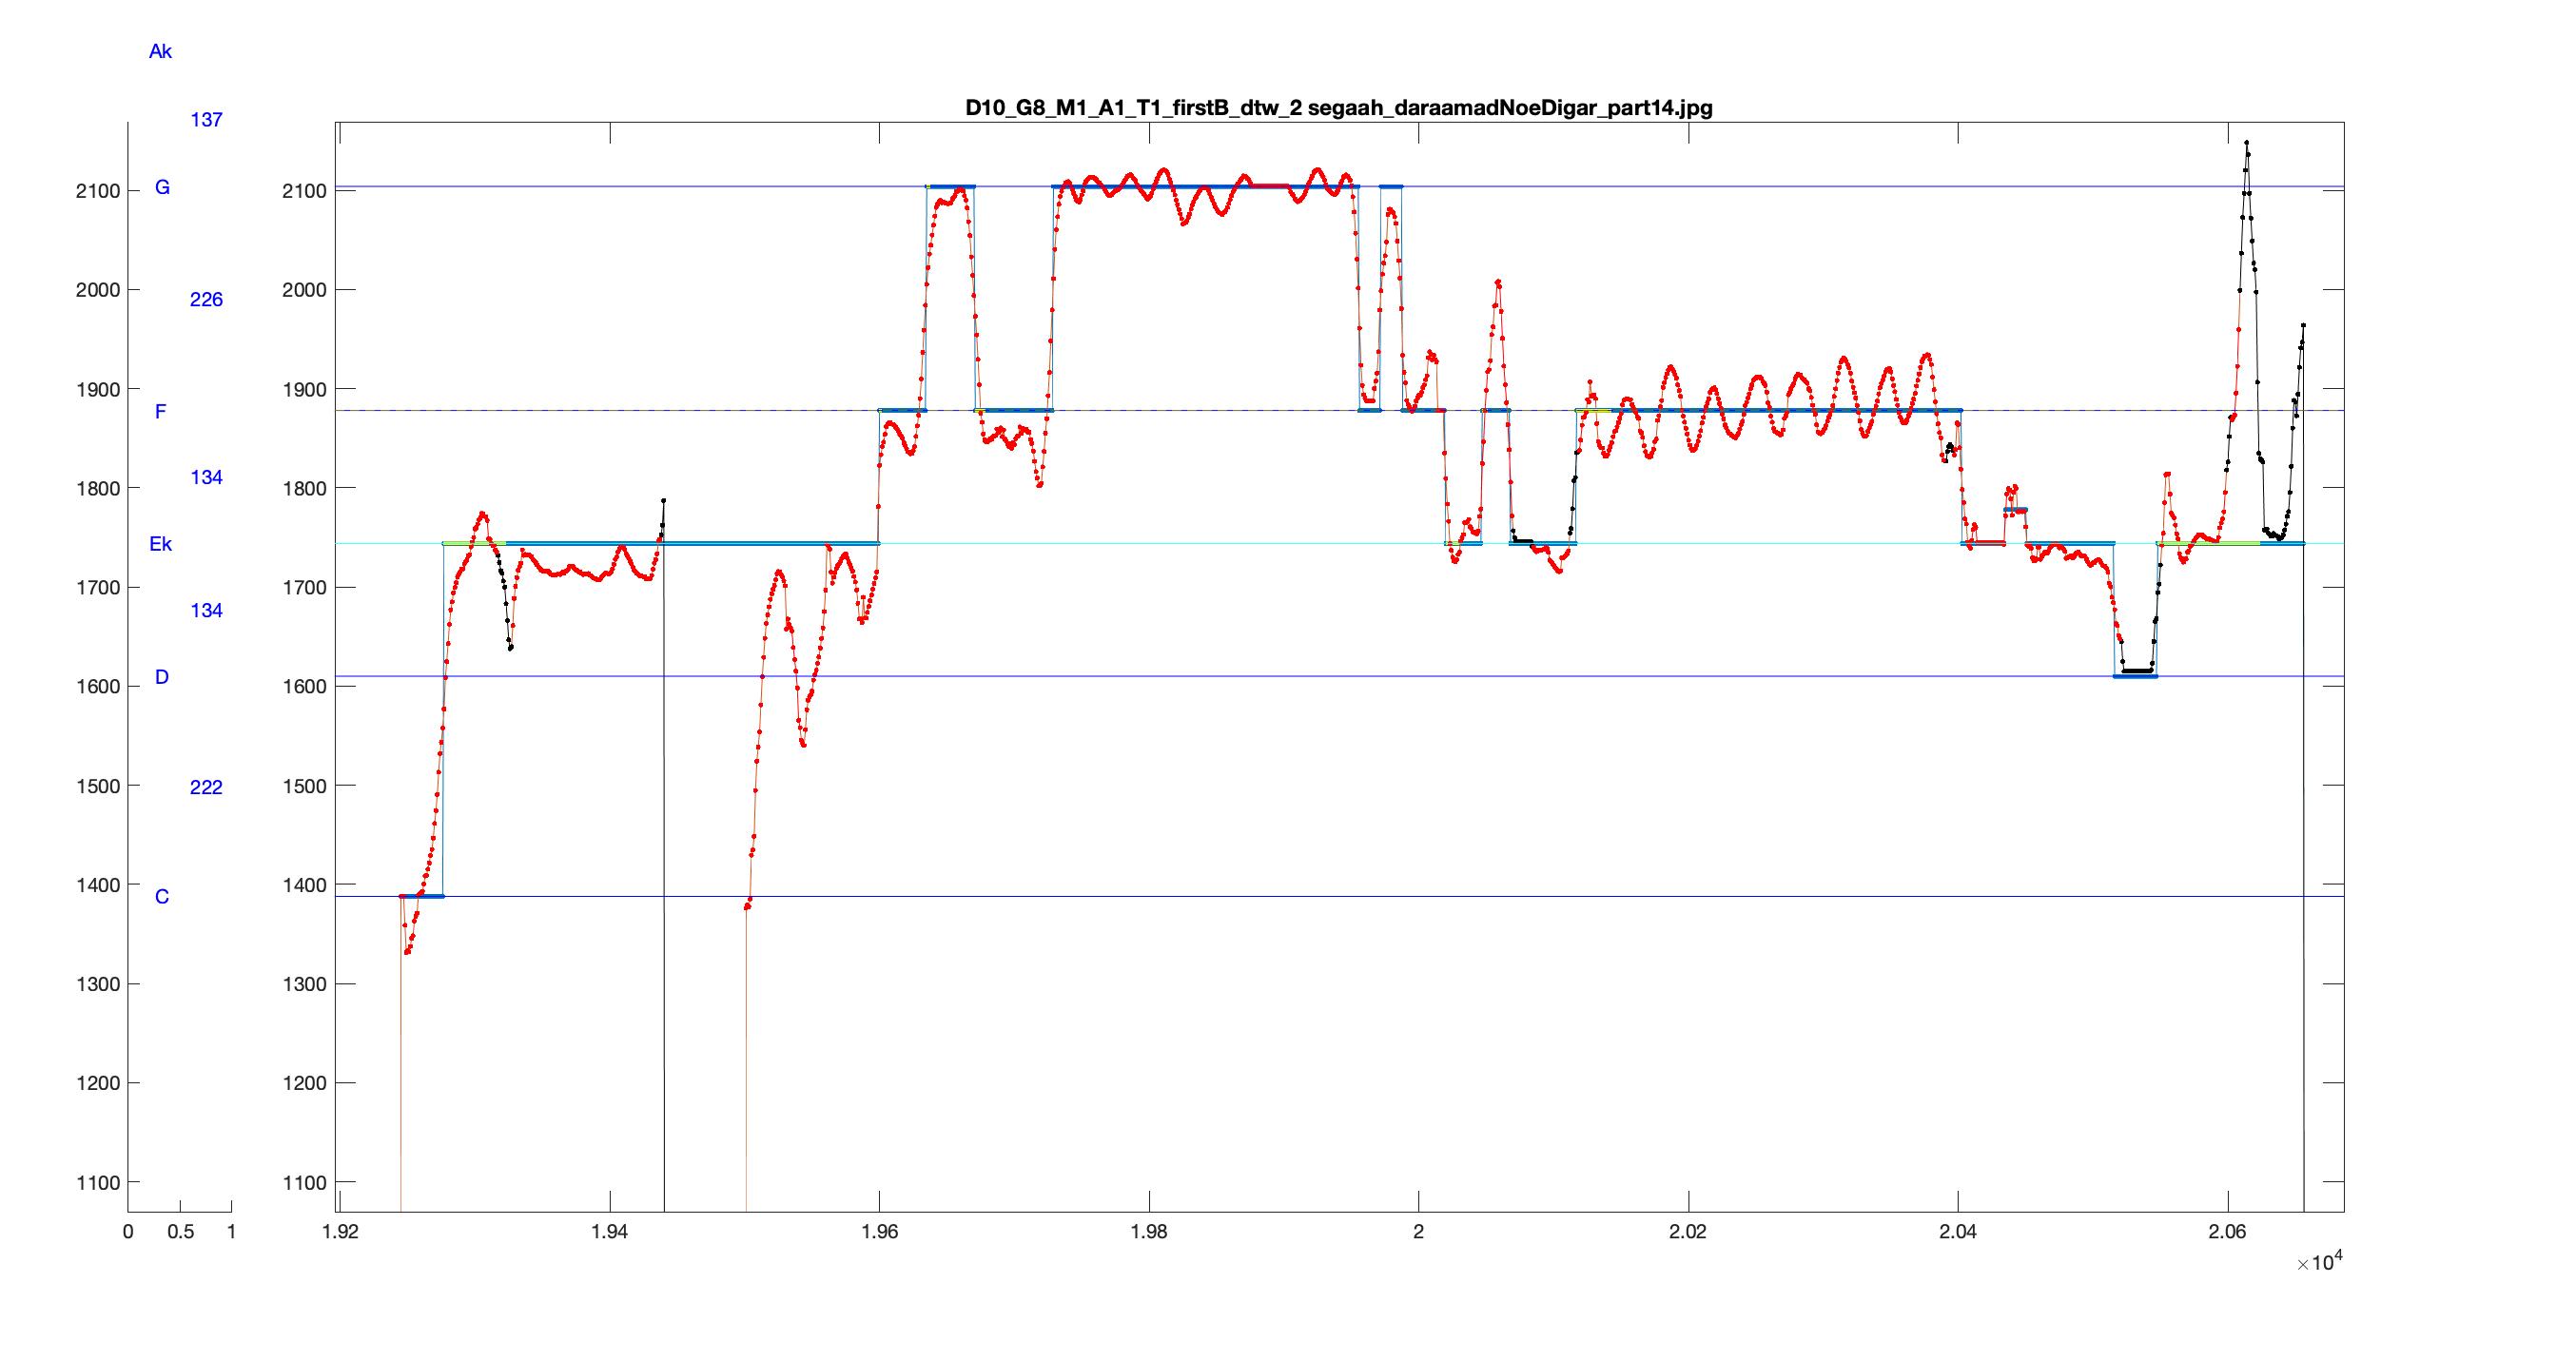 Ak
D10_G8_M1_A1_T1_firstB_dtw_2 segaah_daraamadNoeDigar_part14.jpg
137
2100 G 2100
2000 226 2000
1900 1900
F
1800 134 1800
Ek
1700 134 1700
1600 D 1600
1500 222 1500
1400 C 1400
1300 1300
1200 1200
1100 1100
0 0.5 1 1.92 1.94 1.96 1.98 2 2.02 2.04 2.06
×10⁴